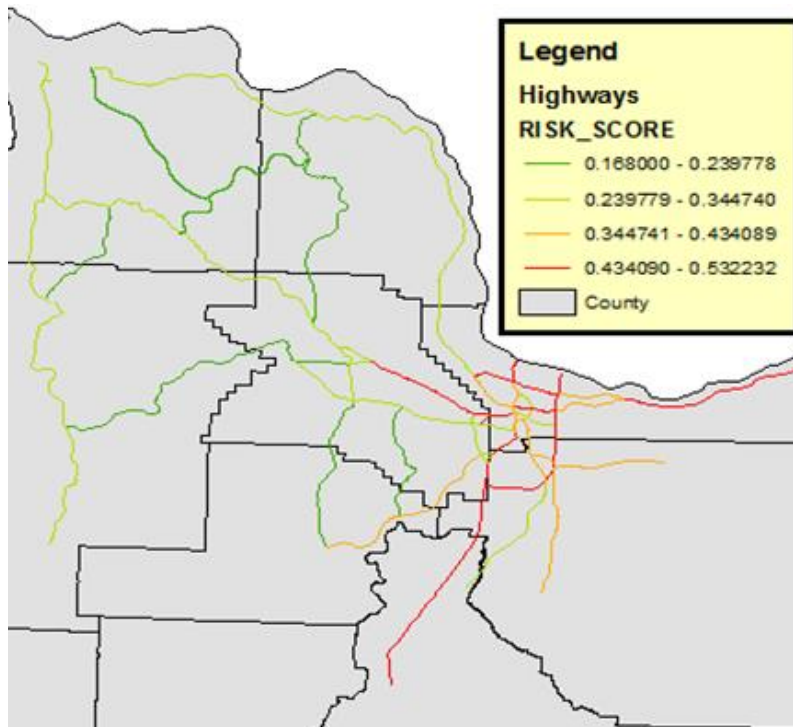 Legend
Highways
RISK_SCORE
0.168000 - 0.239778
0.239779 - 0.344740
0.344741 - 0.434089
0.434090 - 0.532232
County